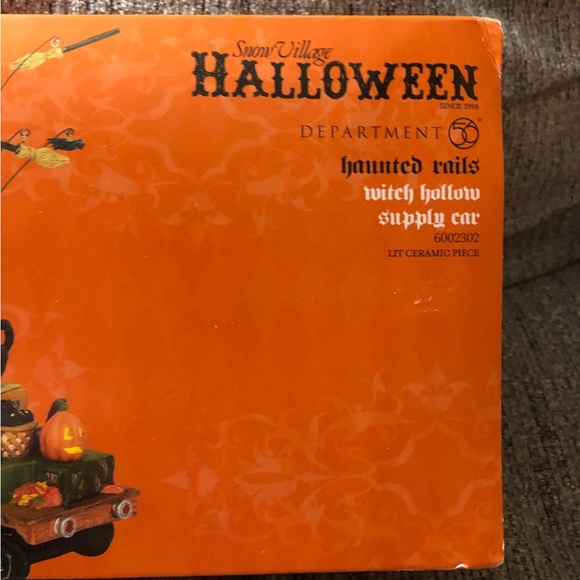 Snow Village
HALLOWEEN
SINCE 1998
DEPARTMENT 56®
haunted rails
witch hollow
supply car
6002302
LIT CERAMIC PIECE